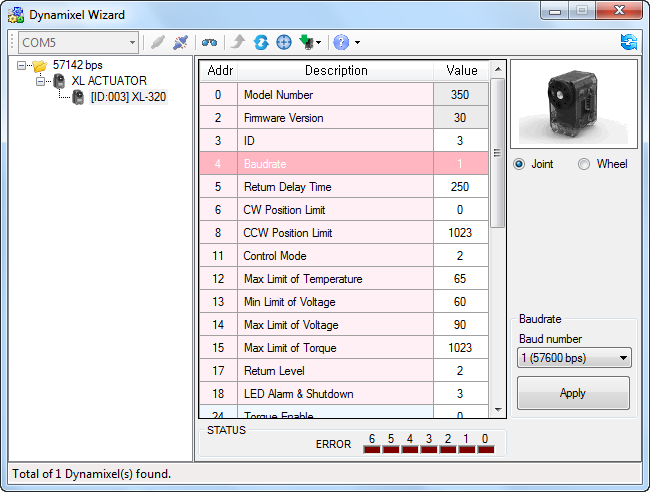 Dynamixel Wizard
COM5
57142 bps
XL ACTUATOR
[ID:003] XL-320
Addr Description Value
0 Model Number 350
2 Firmware Version 30
3 ID 3
4 Baudrate 1
5 Return Delay Time 250
6 CW Position Limit 0
8 CCW Position Limit 1023
11 Control Mode 2
12 Max Limit of Temperature 65
13 Min Limit of Voltage 60
14 Max Limit of Voltage 90
15 Max Limit of Torque 1023
17 Return Level 2
18 LED Alarm & Shutdown 3
24 Torque Enable 0
Joint Wheel
Baudrate
Baud number
1 (57600 bps)
Apply
STATUS
ERROR 6 5 4 3 2 1 0
Total of 1 Dynamixel(s) found.